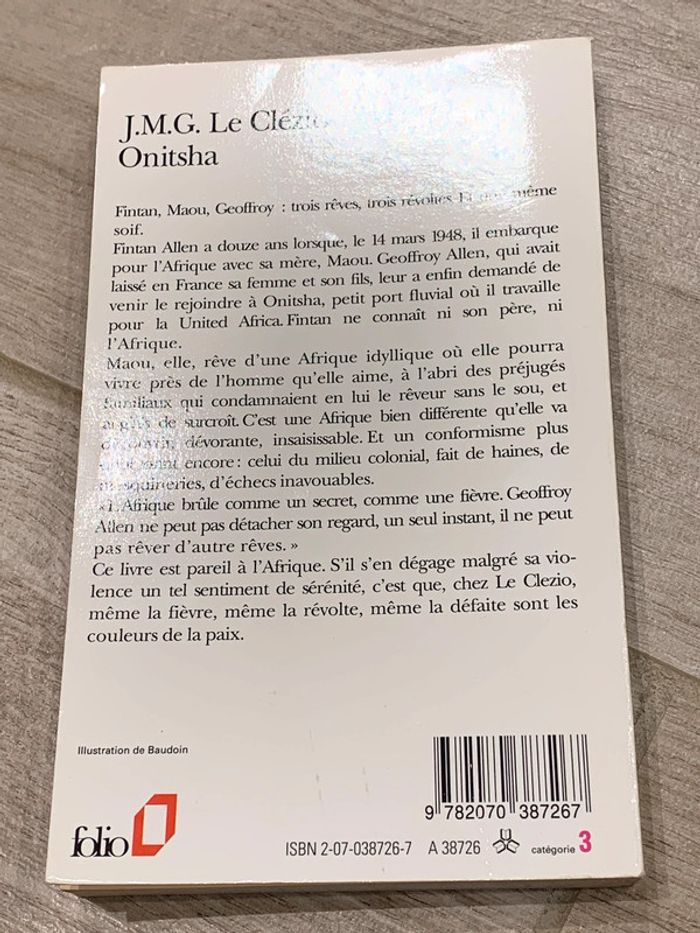 J.M.G. Le Clézio
Onitsha
Fintan, Maou, Geoffroy : trois rêves, trois révoltes. Et une même
soif.
Fintan Allen a douze ans lorsque, le 14 mars 1948, il embarque
pour l'Afrique avec sa mère, Maou. Geoffroy Allen, qui avait
laissé en France sa femme et son fils, leur a enfin demandé de
venir le rejoindre à Onitsha, petit port fluvial où il travaille
pour la United Africa. Fintan ne connaît ni son père, ni
l'Afrique.
Maou, elle, rêve d'une Afrique idyllique où elle pourra
vivre près de l'homme qu'elle aime, à l'abri des préjugés
familiaux qui condamnaient en lui le rêveur sans le sou, et
anglais de surcroît. C'est une Afrique bien différente qu'elle va
découvrir, dévorante, insaisissable. Et un conformisme plus
encore : celui du milieu colonial, fait de haines, de
mesquineries, d'échecs inavouables.
« L'Afrique brûle comme un secret, comme une fièvre. Geoffroy
Allen ne peut pas détacher son regard, un seul instant, il ne peut
pas rêver d'autre rêves. »
Ce livre est pareil à l'Afrique. S'il s'en dégage malgré sa vio-
lence un tel sentiment de sérénité, c'est que, chez Le Clezio,
même la fièvre, même la révolte, même la défaite sont les
couleurs de la paix.
Illustration de Baudoin
9 782070 387267
folio
ISBN 2-07-038726-7 A 38726 catégorie 3